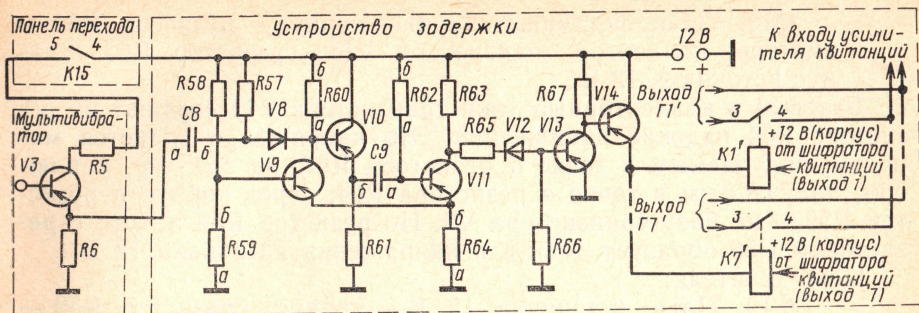 Панель перехода
5 4
К15
Мультивибра-
тор
V3
R5
R6
Устройство задержки
R58
R57
С8
а б
V8
V9
б
R59
а
б
R60
а
V10
С9
б а
R61
б
R62
а
R63
V11
б
R64
а
R65
V12
V13
R66
R67
V14
12 В
− +
К входу усили-
теля квитанций
Выход
Г1'
3 4
К1'
+12 В (корпус)
от шифратора
квитанций
(выход 1)
Выход
Г7'
3 4
К7'
+12 В (корпус)
от шифратора
квитанций
(выход 7)